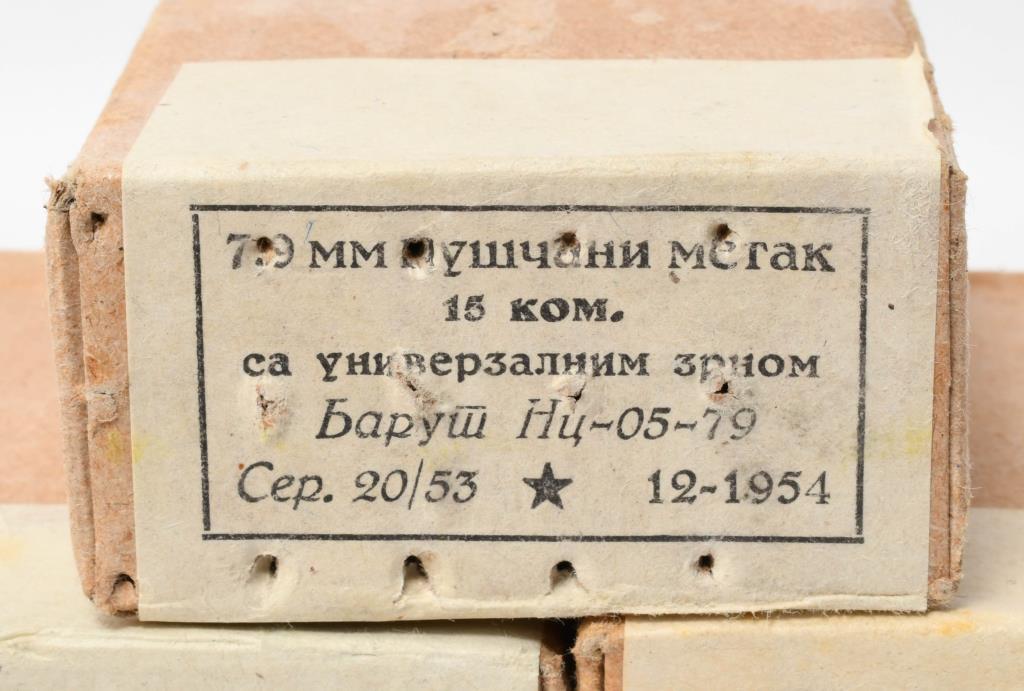 7.9 мм пушчани метак
15 ком.
са универзалним зрном
Барут Нц-05-79
Сер. 20/53 ★ 12-1954